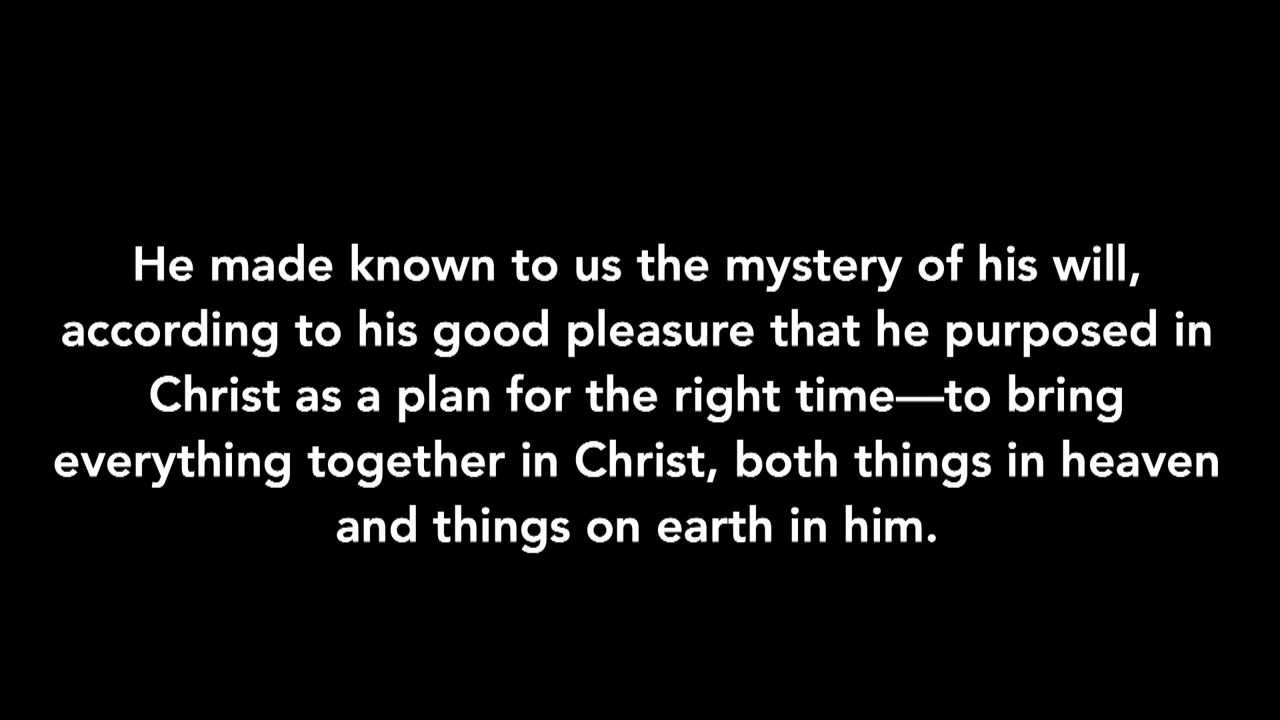 He made known to us the mystery of his will,
according to his good pleasure that he purposed in
Christ as a plan for the right time—to bring
everything together in Christ, both things in heaven
and things on earth in him.